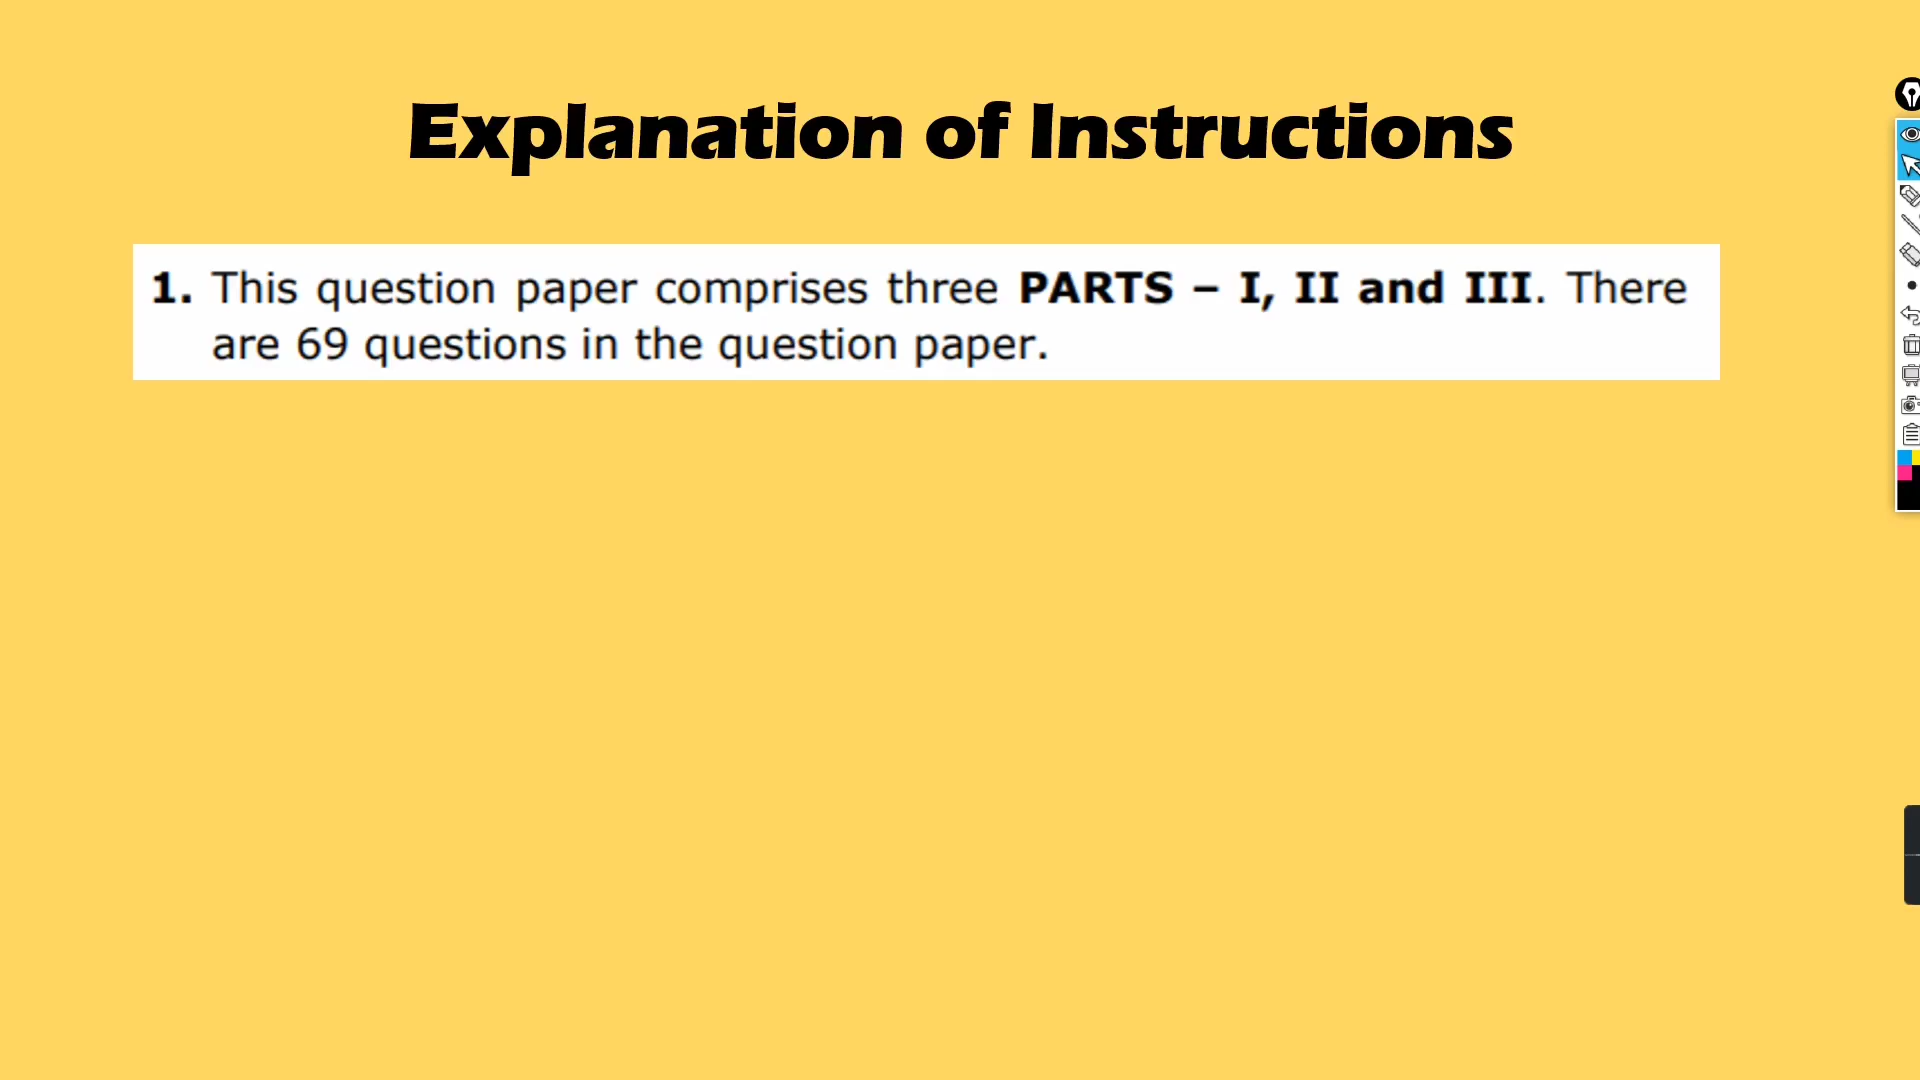 Explanation of Instructions
1. This question paper comprises three PARTS – I, II and III. There
are 69 questions in the question paper.